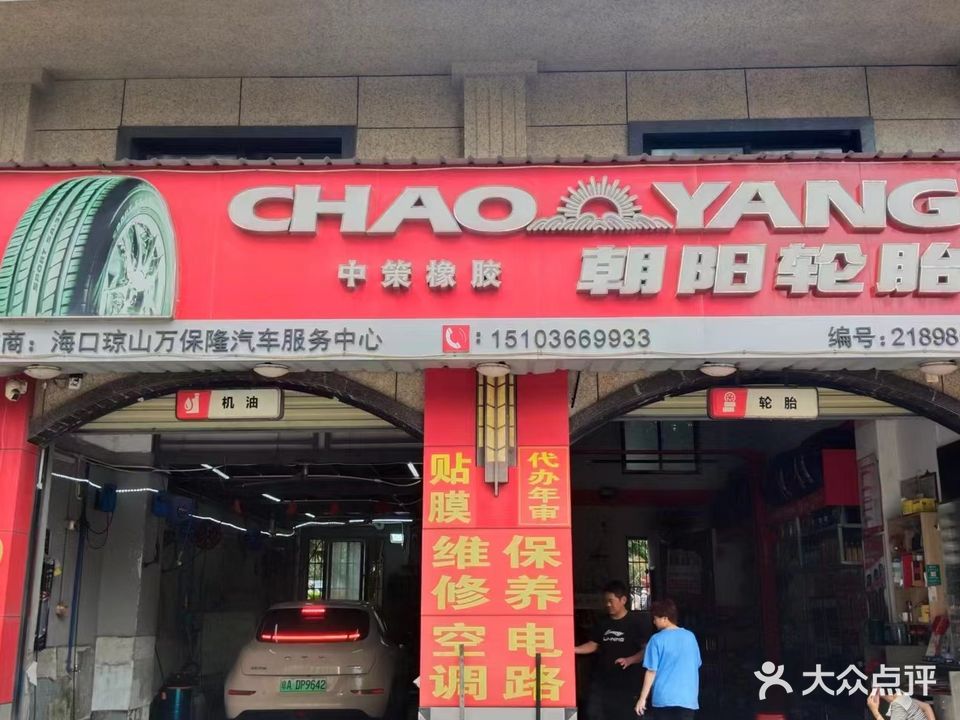 CHAO YANG
中策橡胶 朝阳轮胎
商：海口琼山万保隆汽车服务中心 :15103669933 编号:21898
机油
轮胎
贴膜
代办年审
维修
保养
空调
电路
LI-NING
DP9642
大众点评